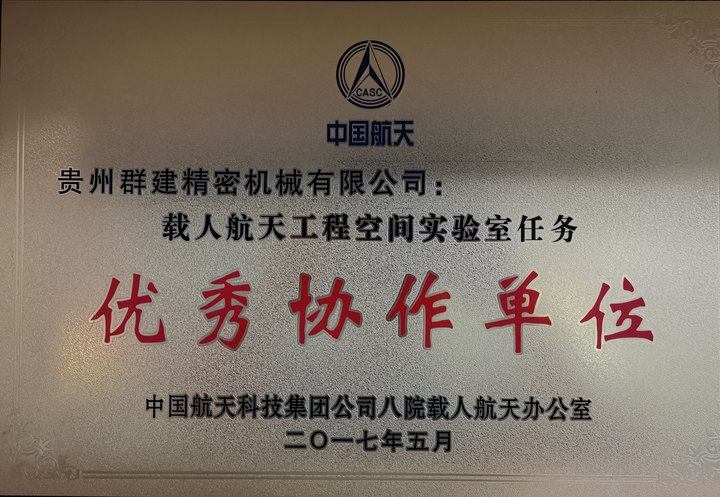 CASC
中国航天
贵州群建精密机械有限公司：
载人航天工程空间实验室任务
优秀协作单位
中国航天科技集团公司八院载人航天办公室
二〇一七年五月